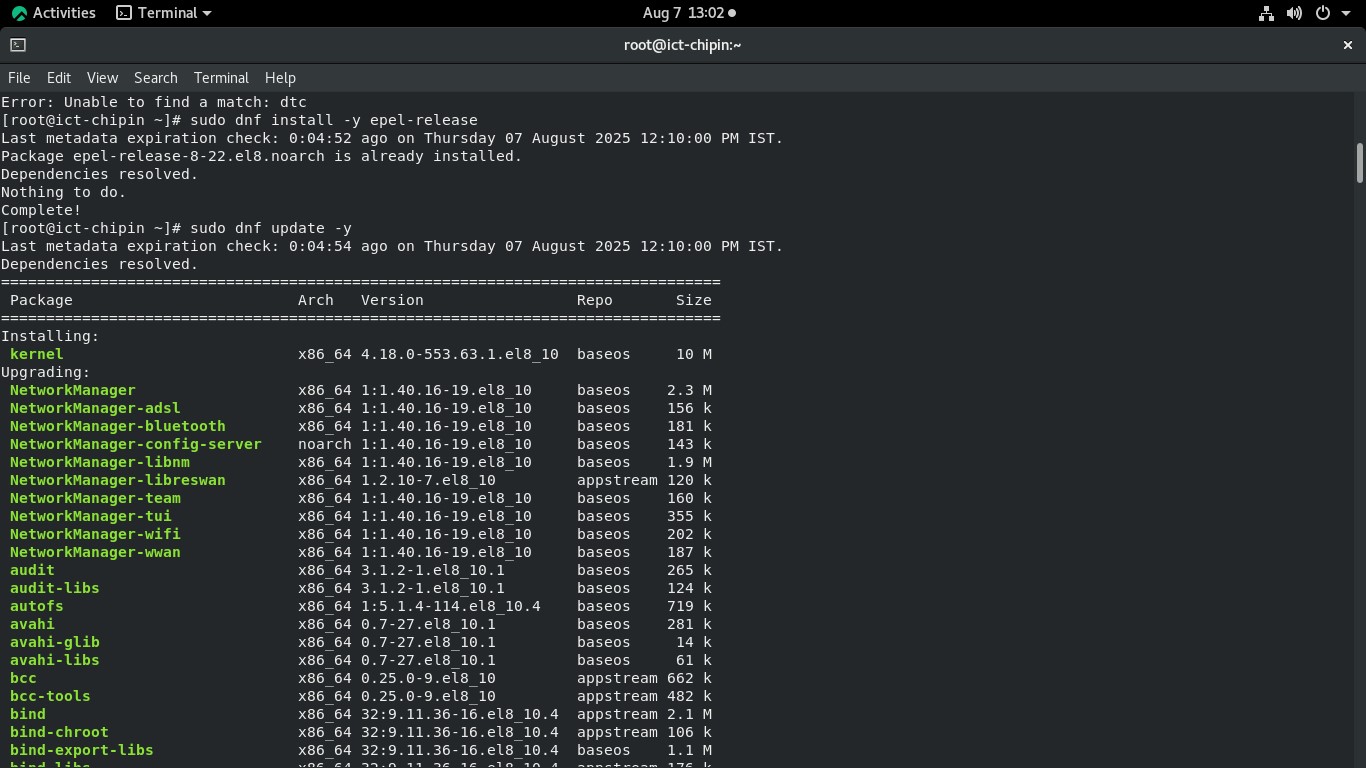 Activities Terminal Aug 7 13:02
root@ict-chipin:~
File Edit View Search Terminal Help
Error: Unable to find a match: dtc
[root@ict-chipin ~]# sudo dnf install -y epel-release
Last metadata expiration check: 0:04:52 ago on Thursday 07 August 2025 12:10:00 PM IST.
Package epel-release-8-22.el8.noarch is already installed.
Dependencies resolved.
Nothing to do.
Complete!
[root@ict-chipin ~]# sudo dnf update -y
Last metadata expiration check: 0:04:54 ago on Thursday 07 August 2025 12:10:00 PM IST.
Dependencies resolved.
================================================================================
Package Arch Version Repo Size
================================================================================
Installing:
kernel x86_64 4.18.0-553.63.1.el8_10 baseos 10 M
Upgrading:
NetworkManager x86_64 1:1.40.16-19.el8_10 baseos 2.3 M
NetworkManager-adsl x86_64 1:1.40.16-19.el8_10 baseos 156 k
NetworkManager-bluetooth x86_64 1:1.40.16-19.el8_10 baseos 181 k
NetworkManager-config-server noarch 1:1.40.16-19.el8_10 baseos 143 k
NetworkManager-libnm x86_64 1:1.40.16-19.el8_10 baseos 1.9 M
NetworkManager-libreswan x86_64 1.2.10-7.el8_10 appstream 120 k
NetworkManager-team x86_64 1:1.40.16-19.el8_10 baseos 160 k
NetworkManager-tui x86_64 1:1.40.16-19.el8_10 baseos 355 k
NetworkManager-wifi x86_64 1:1.40.16-19.el8_10 baseos 202 k
NetworkManager-wwan x86_64 1:1.40.16-19.el8_10 baseos 187 k
audit x86_64 3.1.2-1.el8_10.1 baseos 265 k
audit-libs x86_64 3.1.2-1.el8_10.1 baseos 124 k
autofs x86_64 1:5.1.4-114.el8_10.4 baseos 719 k
avahi x86_64 0.7-27.el8_10.1 baseos 281 k
avahi-glib x86_64 0.7-27.el8_10.1 baseos 14 k
avahi-libs x86_64 0.7-27.el8_10.1 baseos 61 k
bcc x86_64 0.25.0-9.el8_10 appstream 662 k
bcc-tools x86_64 0.25.0-9.el8_10 appstream 482 k
bind x86_64 32:9.11.36-16.el8_10.4 appstream 2.1 M
bind-chroot x86_64 32:9.11.36-16.el8_10.4 appstream 106 k
bind-export-libs x86_64 32:9.11.36-16.el8_10.4 baseos 1.1 M
bind-libs x86_64 32:9.11.36-16.el8_10.4 appstream 176 k